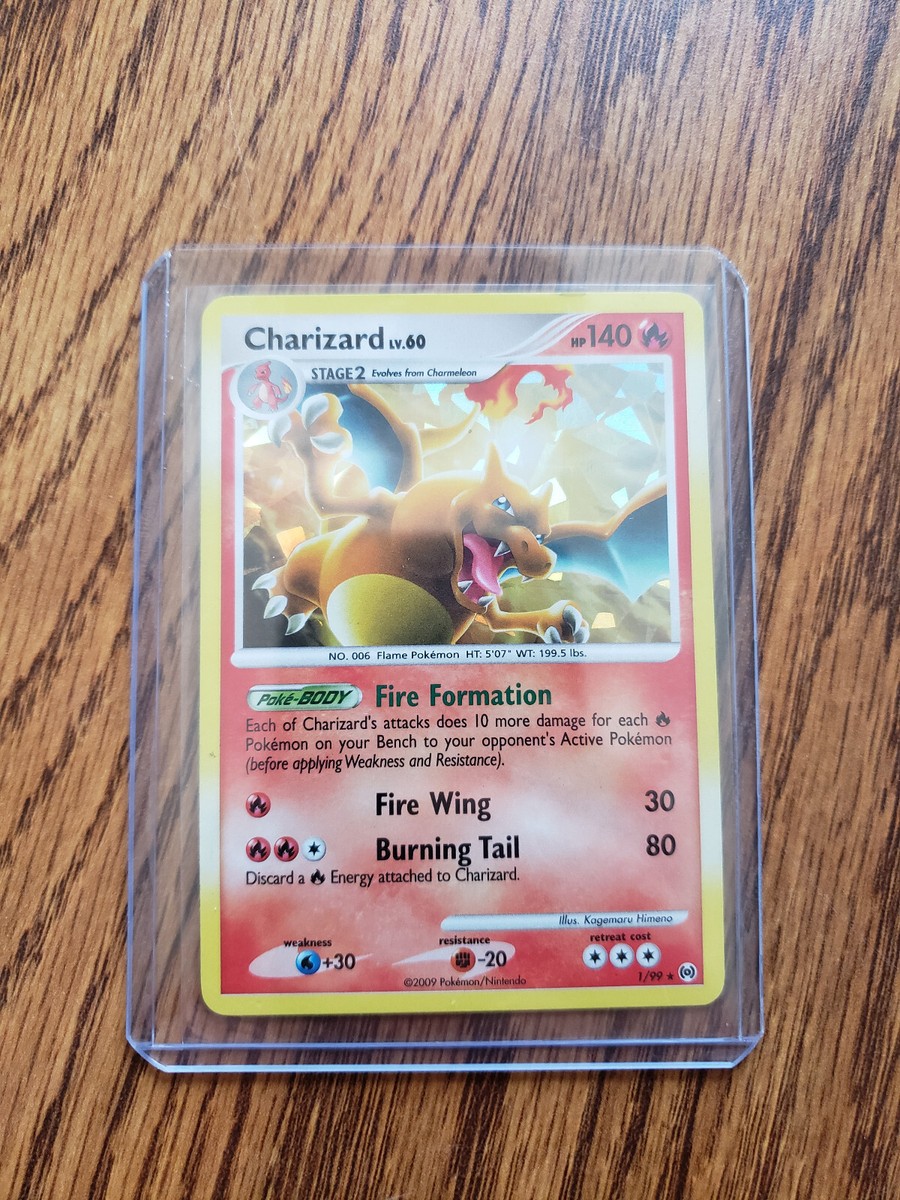 Charizard LV.60 HP 140
STAGE2 Evolves from Charmeleon
NO. 006 Flame Pokémon HT: 5'07" WT: 199.5 lbs.
Poké-BODY Fire Formation
Each of Charizard's attacks does 10 more damage for each
Pokémon on your Bench to your opponent's Active Pokémon
(before applying Weakness and Resistance).
Fire Wing 30
Burning Tail 80
Discard a Energy attached to Charizard.
Illus. Kagemaru Himeno
weakness resistance retreat cost
+30 -20
©2009 Pokémon/Nintendo 1/99 ★